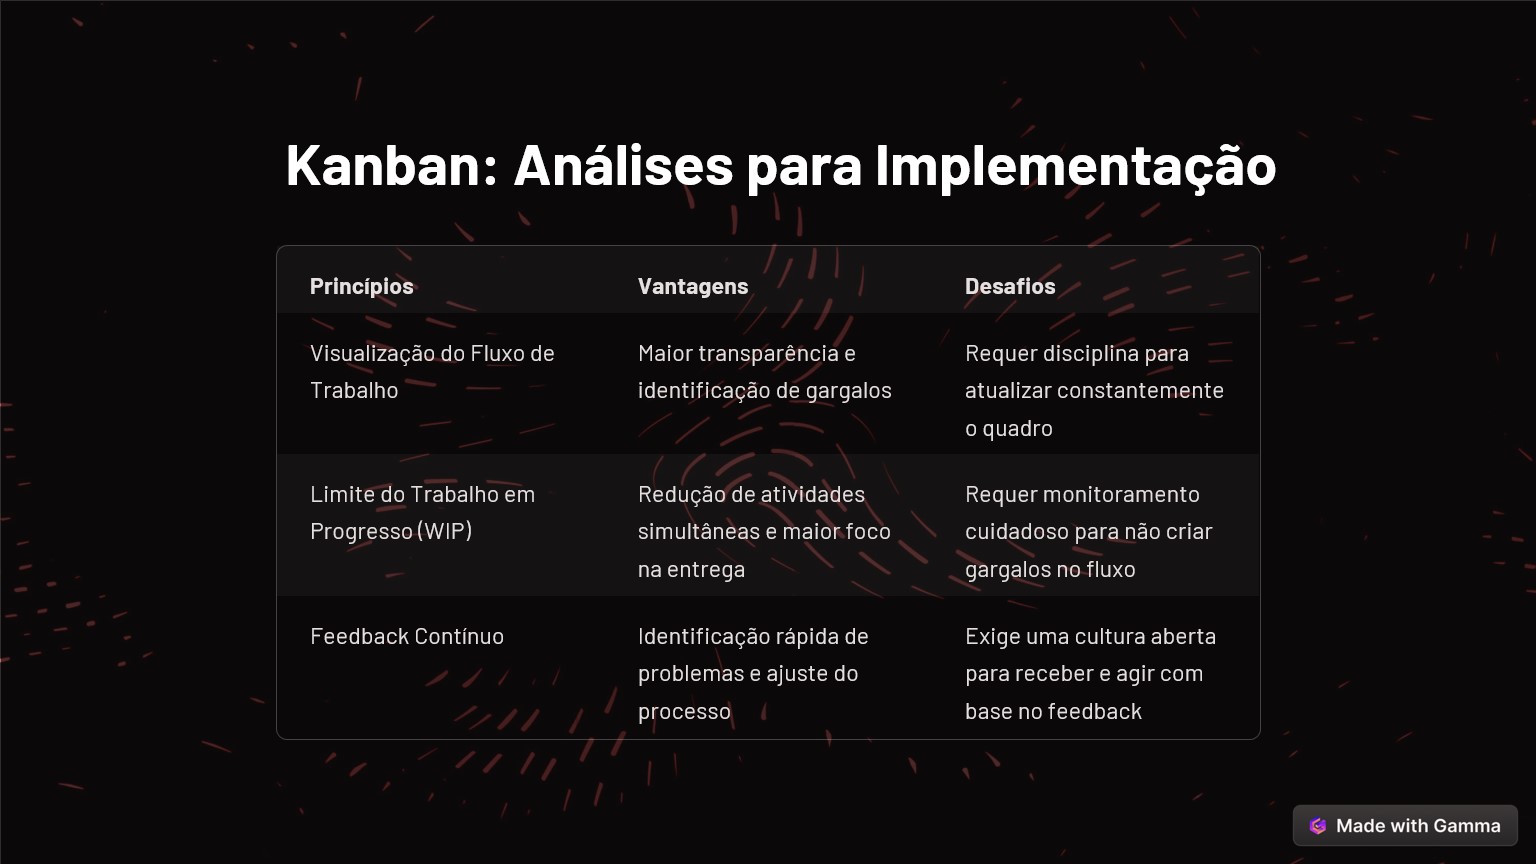 Kanban: Análises para Implementação
Princípios
Vantagens
Desafios
Visualização do Fluxo de
Trabalho
Maior transparência e
identificação de gargalos
Requer disciplina para
atualizar constantemente
o quadro
Limite do Trabalho em
Progresso (WIP)
Redução de atividades
simultâneas e maior foco
na entrega
Requer monitoramento
cuidadoso para não criar
gargalos no fluxo
Feedback Contínuo
Identificação rápida de
problemas e ajuste do
processo
Exige uma cultura aberta
para receber e agir com
base no feedback
Made with Gamma